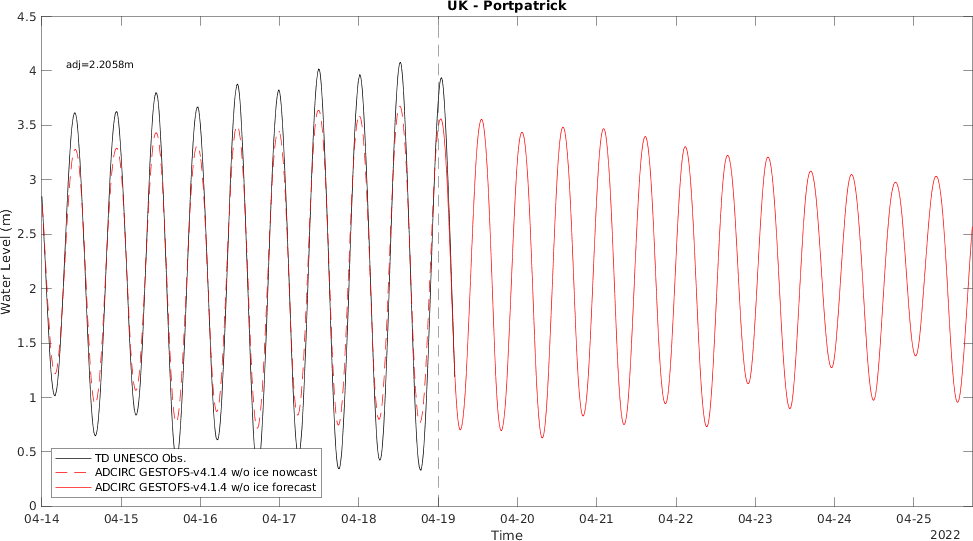 UK - Portpatrick
4.5
4
3.5
3
2.5
2
1.5
1
0.5
0
Water Level (m)
adj=2.2058m
TD UNESCO Obs.
ADCIRC GESTOFS-v4.1.4 w/o ice nowcast
ADCIRC GESTOFS-v4.1.4 w/o ice forecast
04-14 04-15 04-16 04-17 04-18 04-19 04-20 04-21 04-22 04-23 04-24 04-25
Time
2022